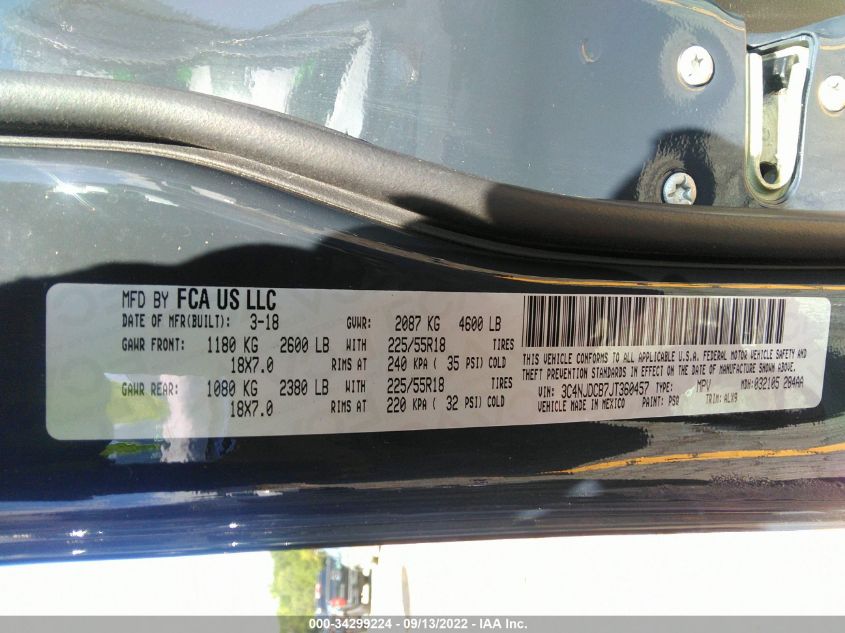 MFD BY FCA US LLC
DATE OF MFR(BUILT): 3-18 GVWR: 2087 KG 4600 LB
GAWR FRONT: 1180 KG 2600 LB WITH 225/55R18 TIRES
18X7.0 RIMS AT 240 KPA ( 35 PSI) COLD
GAWR REAR: 1080 KG 2380 LB WITH 225/55R18 TIRES
18X7.0 RIMS AT 220 KPA ( 32 PSI) COLD
THIS VEHICLE CONFORMS TO ALL APPLICABLE U.S.A. FEDERAL MOTOR VEHICLE SAFETY AND
THEFT PREVENTION STANDARDS IN EFFECT ON THE DATE OF MANUFACTURE SHOWN ABOVE.
VIN: 3C4NJDCB7JT360457 TYPE: MPV MDH: 032105 284AA
VEHICLE MADE IN MEXICO PAINT: PSQ TRIM: ALX9
000-34299224 - 09/13/2022 - IAA Inc.